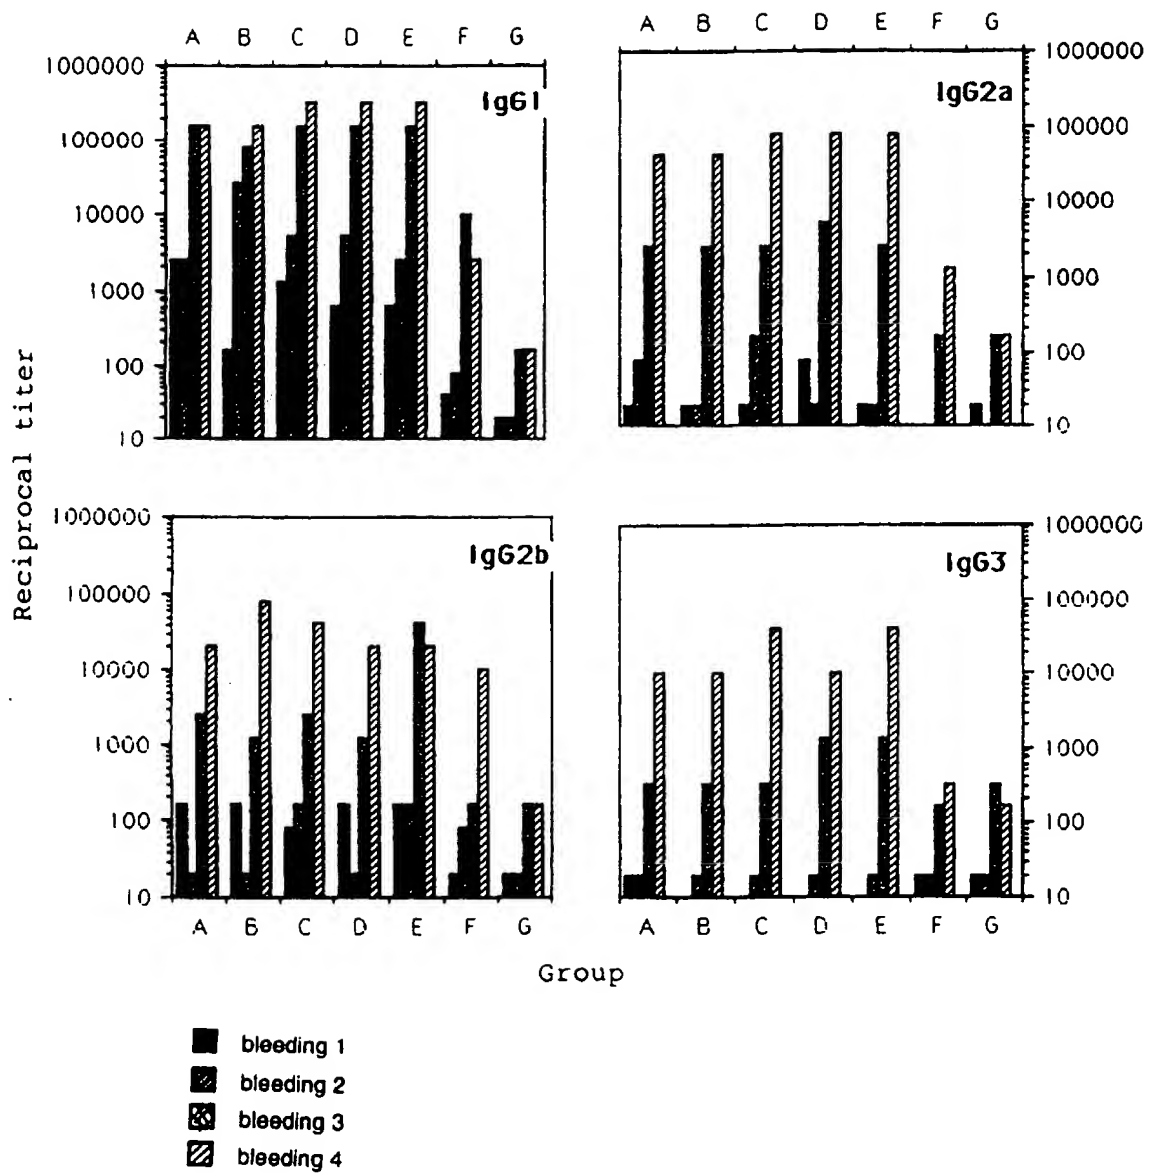 A B C D E F G
1000000
100000
10000
1000
100
10
IgG1
A B C D E F G
1000000
100000
10000
1000
100
10
IgG2a
Reciprocal titer
1000000
100000
10000
1000
100
10
IgG2b
A B C D E F G
1000000
100000
10000
1000
100
10
IgG3
A B C D E F G
Group
bleeding 1
bleeding 2
bleeding 3
bleeding 4